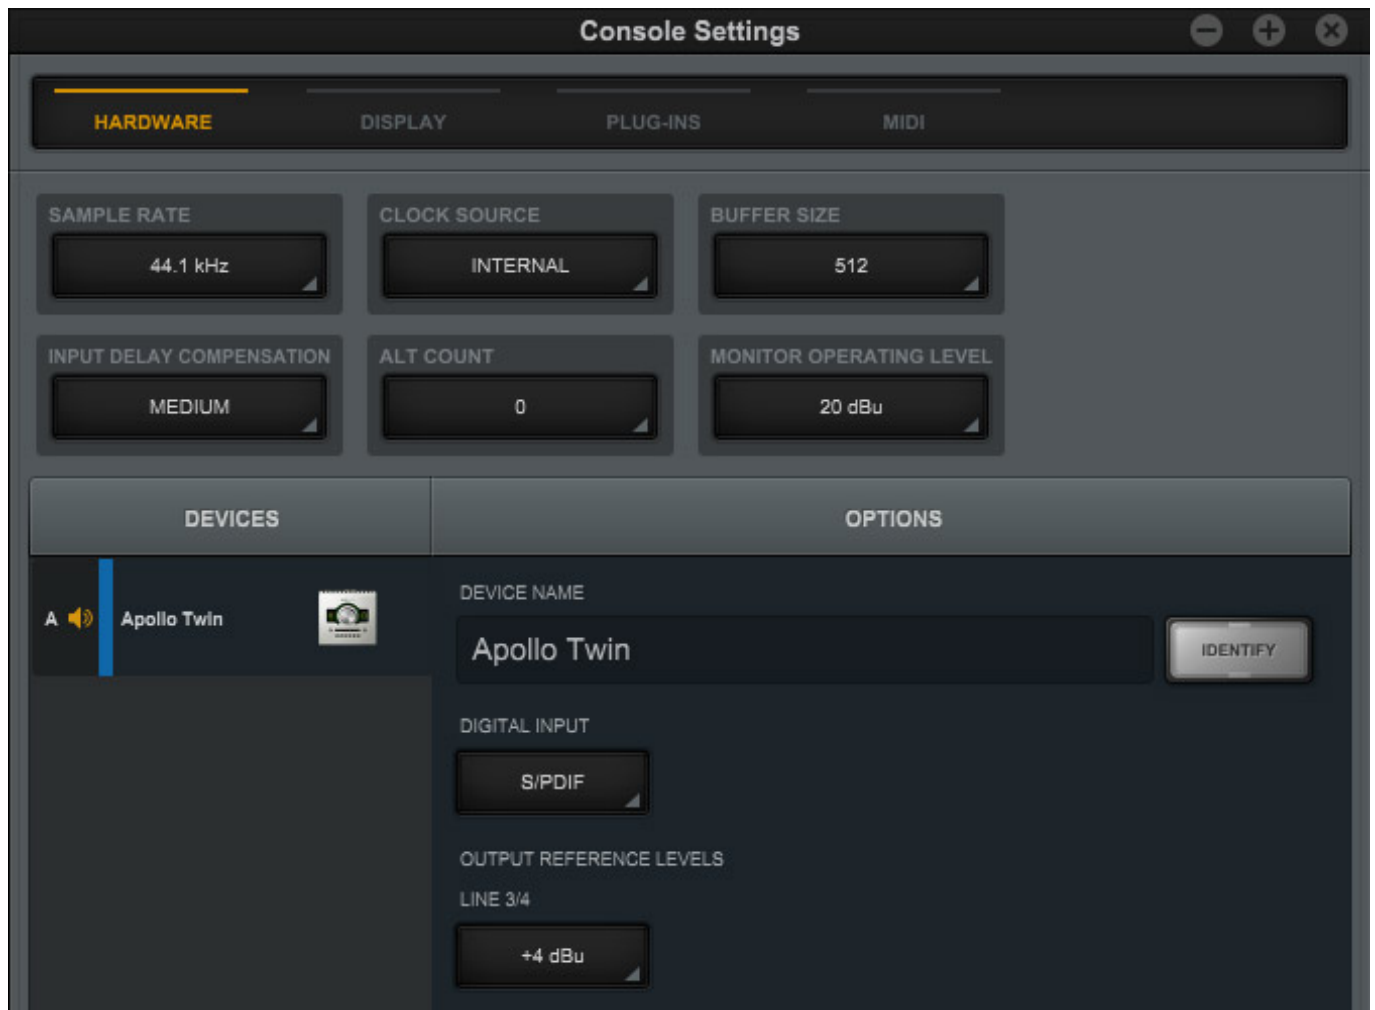 Console Settings
HARDWARE DISPLAY PLUG-INS MIDI
SAMPLE RATE CLOCK SOURCE BUFFER SIZE
44.1 kHz INTERNAL 512
INPUT DELAY COMPENSATION ALT COUNT MONITOR OPERATING LEVEL
MEDIUM 0 20 dBu
DEVICES OPTIONS
DEVICE NAME
A Apollo Twin
Apollo Twin IDENTIFY
DIGITAL INPUT
S/PDIF
OUTPUT REFERENCE LEVELS
LINE 3/4
+4 dBu